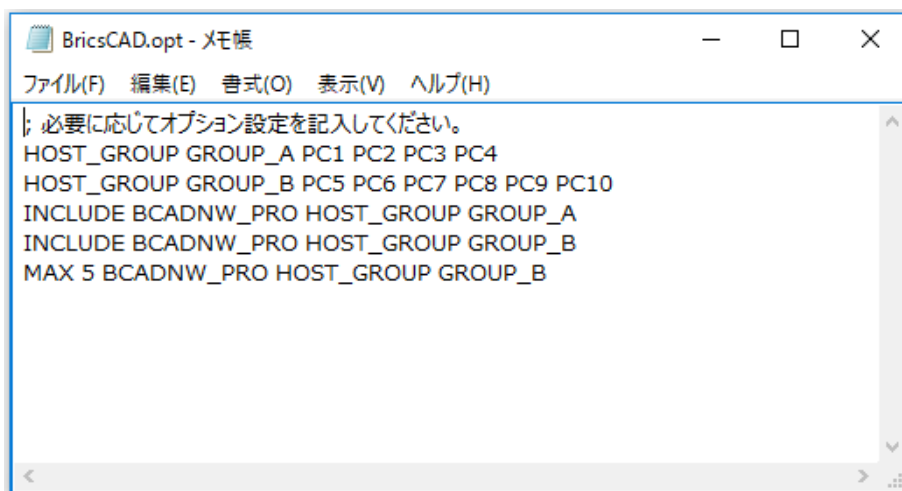 BricsCAD.opt - メモ帳
ファイル(F) 編集(E) 書式(O) 表示(V) ヘルプ(H)
; 必要に応じてオプション設定を記入してください。
HOST_GROUP GROUP_A PC1 PC2 PC3 PC4
HOST_GROUP GROUP_B PC5 PC6 PC7 PC8 PC9 PC10
INCLUDE BCADNW_PRO HOST_GROUP GROUP_A
INCLUDE BCADNW_PRO HOST_GROUP GROUP_B
MAX 5 BCADNW_PRO HOST_GROUP GROUP_B